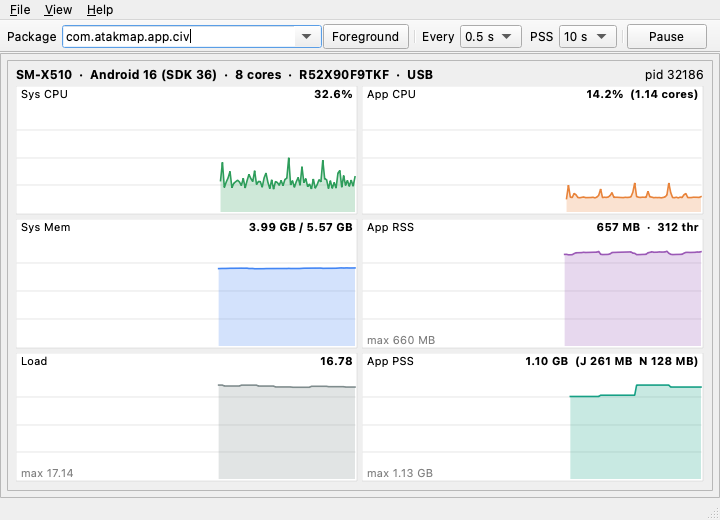 File View Help
Package com.atakmap.app.civ Foreground Every 0.5 s PSS 10 s Pause
SM-X510 · Android 16 (SDK 36) · 8 cores · R52X90F9TKF · USB pid 32186
Sys CPU 32.6% App CPU 14.2% (1.14 cores)
Sys Mem 3.99 GB / 5.57 GB App RSS 657 MB · 312 thr
max 660 MB
Load 16.78 App PSS 1.10 GB (J 261 MB N 128 MB)
max 17.14 max 1.13 GB